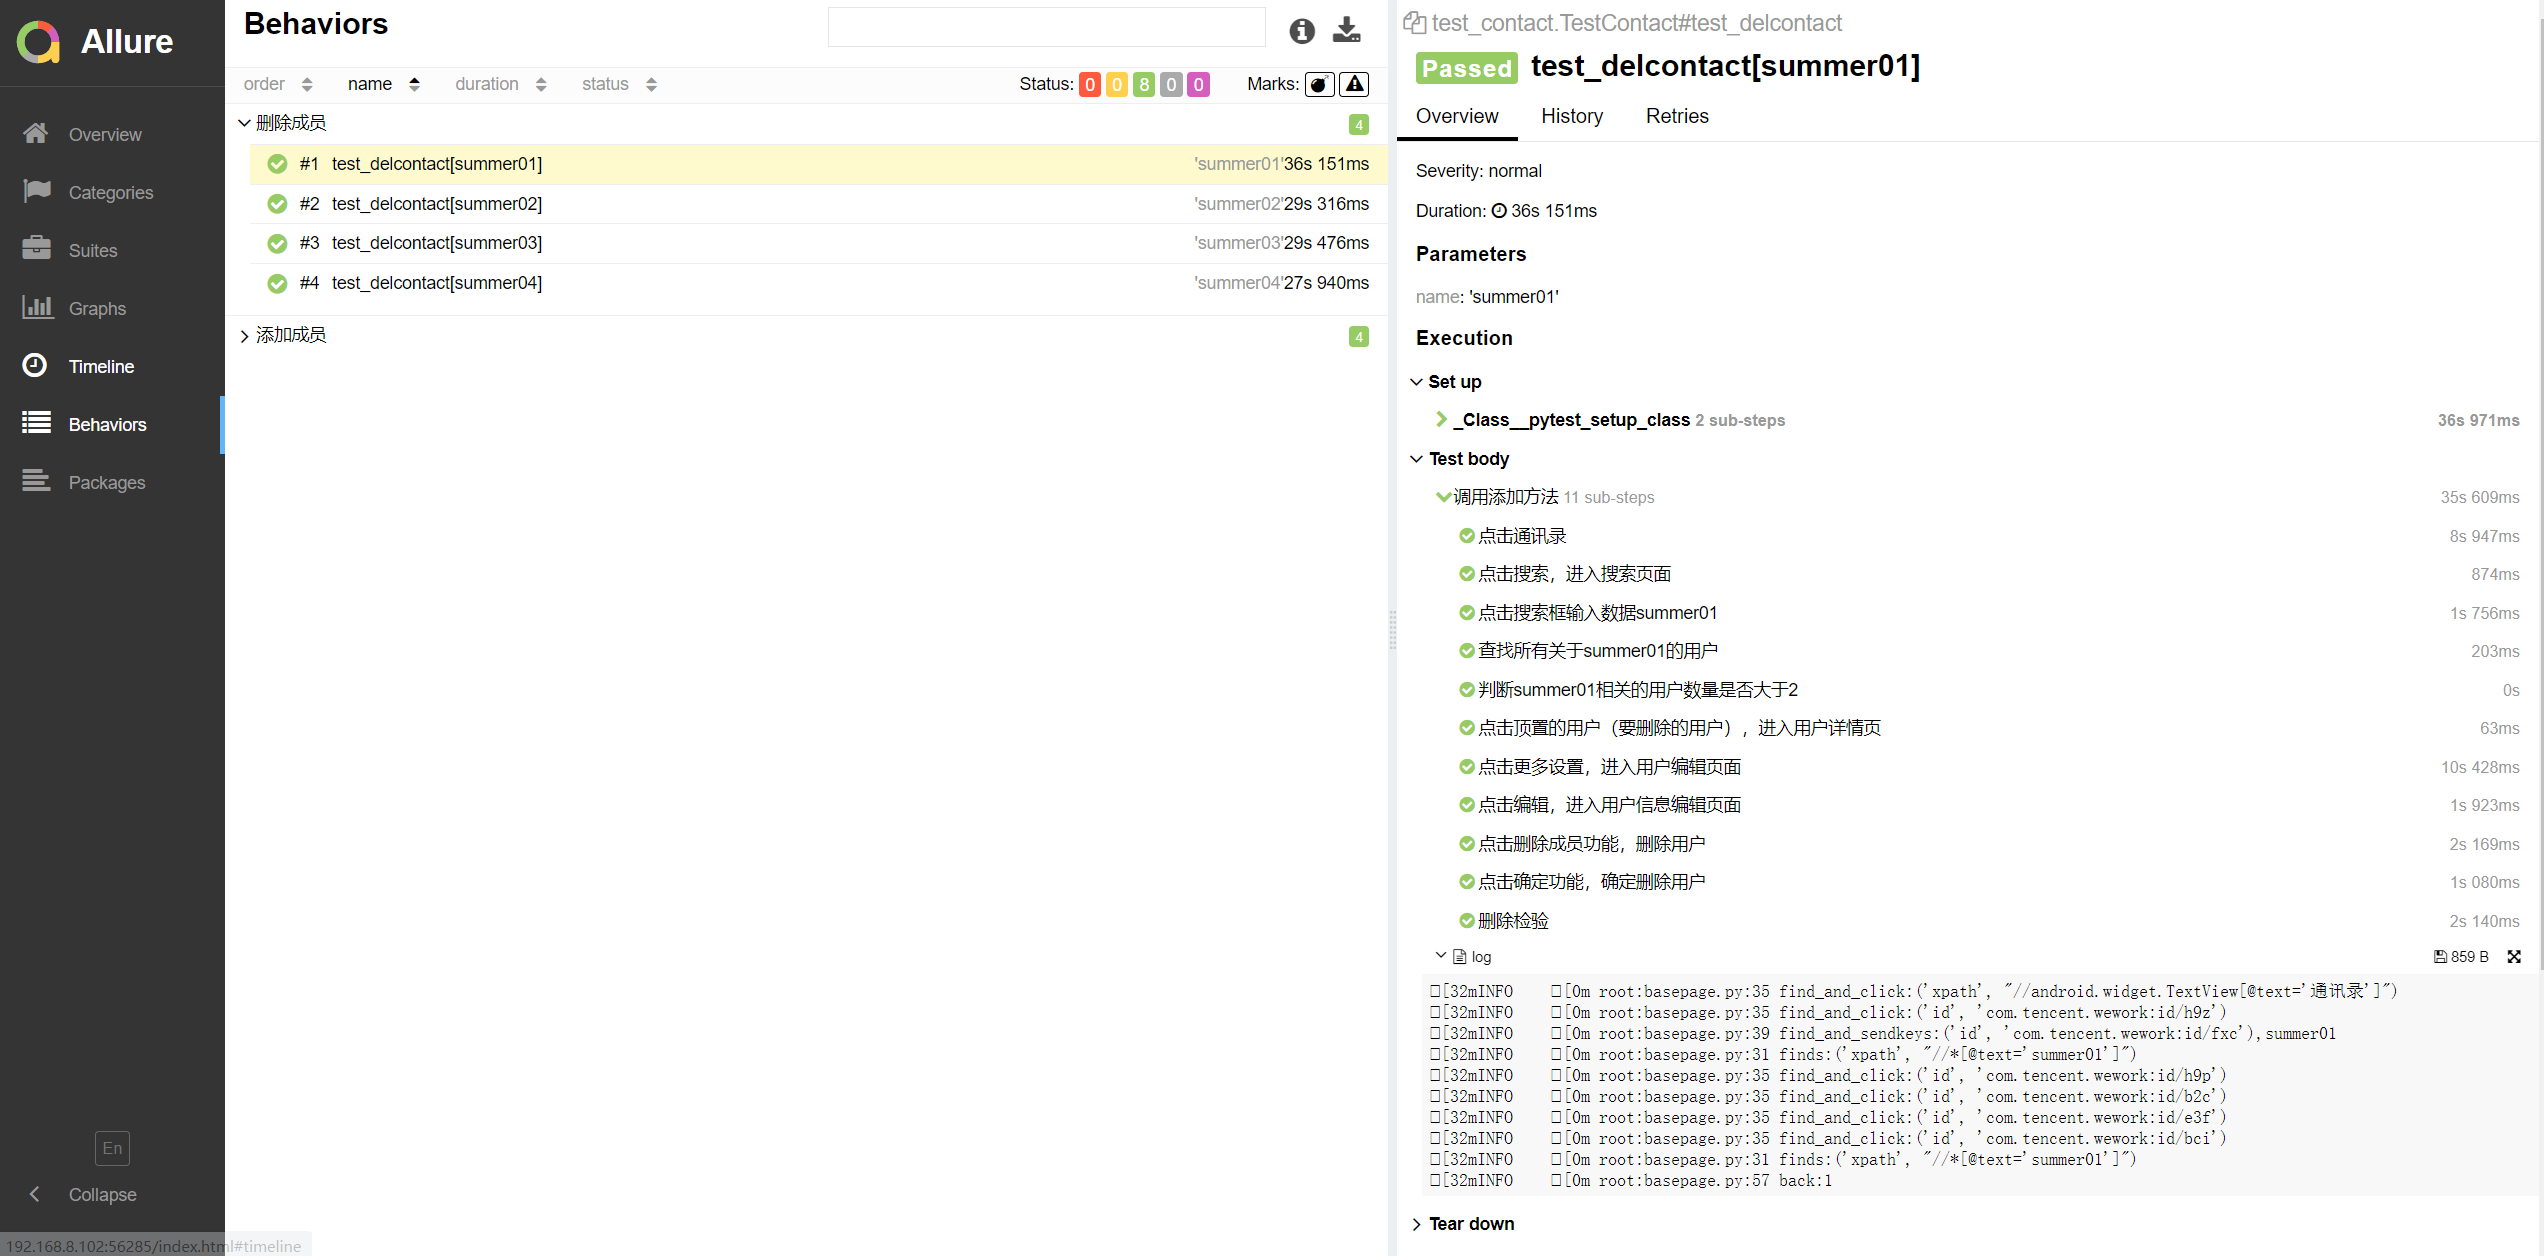 Allure
Overview
Categories
Suites
Graphs
Timeline
Behaviors
Packages
En
Collapse
192.168.8.102:56285/index.html#timeline
Behaviors
order name duration status Status: 0 0 8 0 0 Marks:
删除成员 4
#1 test_delcontact[summer01] 'summer01' 36s 151ms
#2 test_delcontact[summer02] 'summer02' 29s 316ms
#3 test_delcontact[summer03] 'summer03' 29s 476ms
#4 test_delcontact[summer04] 'summer04' 27s 940ms
添加成员 4
test_contact.TestContact#test_delcontact
Passed test_delcontact[summer01]
Overview History Retries
Severity: normal
Duration: 36s 151ms
Parameters
name: 'summer01'
Execution
Set up
_Class__pytest_setup_class 2 sub-steps 36s 971ms
Test body
调用添加方法 11 sub-steps 35s 609ms
点击通讯录 8s 947ms
点击搜索，进入搜索页面 874ms
点击搜索框输入数据summer01 1s 756ms
查找所有关于summer01的用户 203ms
判断summer01相关的用户数量是否大于2 0s
点击顶置的用户（要删除的用户），进入用户详情页 63ms
点击更多设置，进入用户编辑页面 10s 428ms
点击编辑，进入用户信息编辑页面 1s 923ms
点击删除成员功能，删除用户 2s 169ms
点击确定功能，确定删除用户 1s 080ms
删除检验 2s 140ms
log 859 B
□[32mINFO □[0m root:basepage.py:35 find_and_click:('xpath', "//android.widget.TextView[@text='通讯录']")
□[32mINFO □[0m root:basepage.py:35 find_and_click:('id', 'com.tencent.wework:id/h9z')
□[32mINFO □[0m root:basepage.py:39 find_and_sendkeys:('id', 'com.tencent.wework:id/fxc'),summer01
□[32mINFO □[0m root:basepage.py:31 finds:('xpath', "//*[@text='summer01']")
□[32mINFO □[0m root:basepage.py:35 find_and_click:('id', 'com.tencent.wework:id/h9p')
□[32mINFO □[0m root:basepage.py:35 find_and_click:('id', 'com.tencent.wework:id/b2c')
□[32mINFO □[0m root:basepage.py:35 find_and_click:('id', 'com.tencent.wework:id/e3f')
□[32mINFO □[0m root:basepage.py:35 find_and_click:('id', 'com.tencent.wework:id/bci')
□[32mINFO □[0m root:basepage.py:31 finds:('xpath', "//*[@text='summer01']")
□[32mINFO □[0m root:basepage.py:57 back:1
Tear down